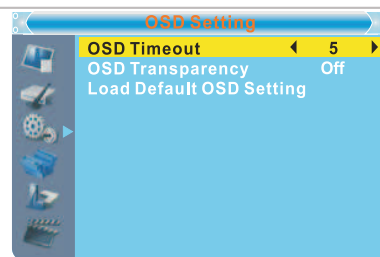 OSD Setting
OSD Timeout 5
OSD Transparency Off
Load Default OSD Setting